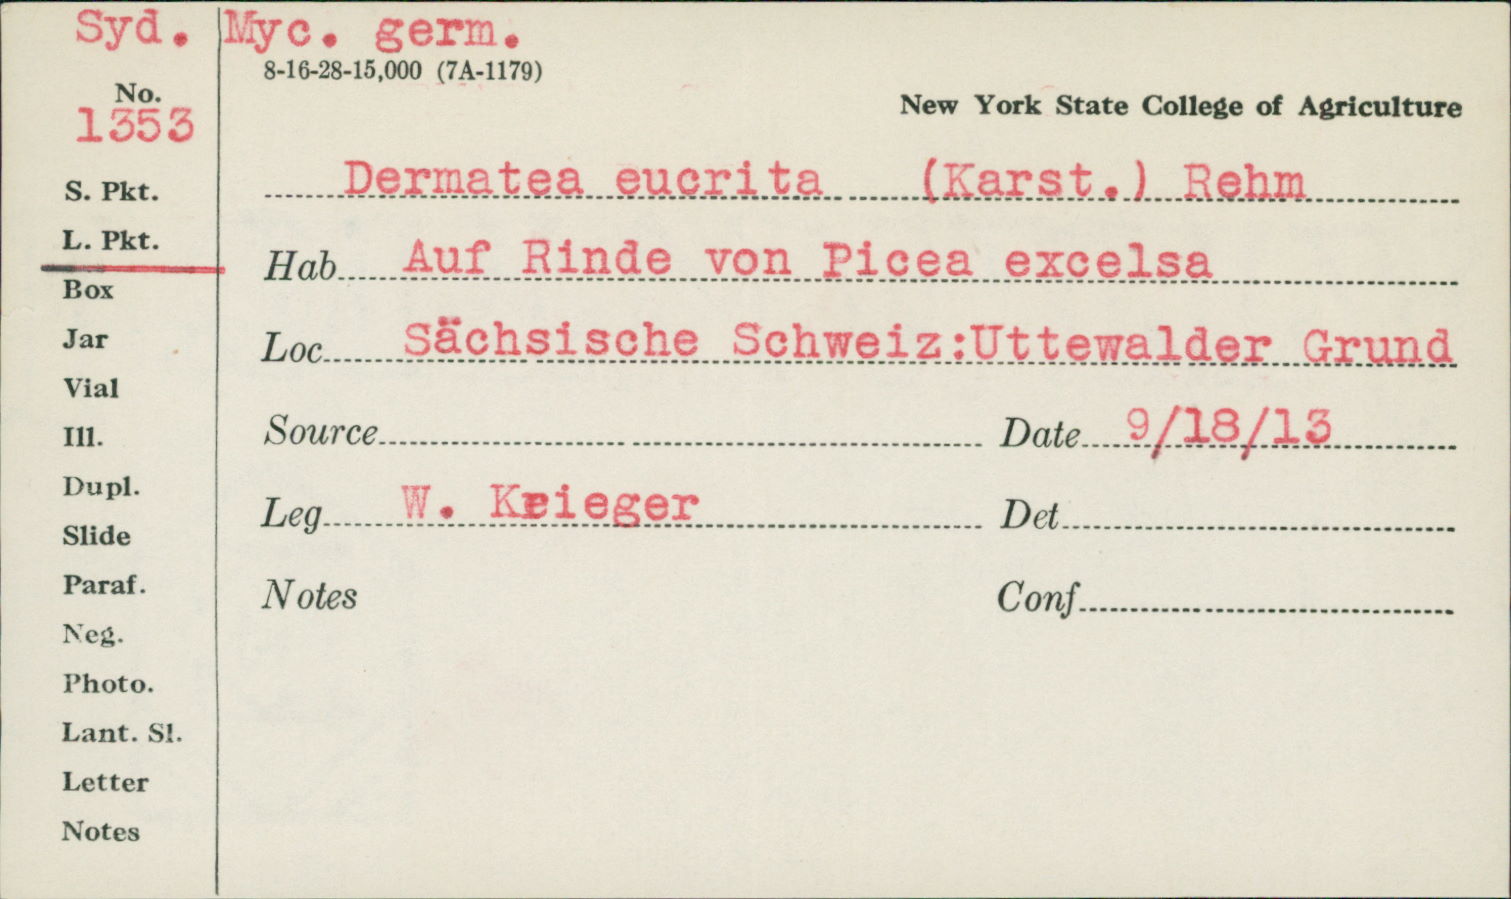 Syd. Myc. germ.
8-16-28-15,000 (7A-1179)
No.
1353
New York State College of Agriculture
S. Pkt.
Dermatea eucrita (Karst.) Rehm
L. Pkt.
Hab Auf Rinde von Picea excelsa
Box
Jar
Loc Sächsische Schweiz:Uttewalder Grund
Vial
Ill.
Source Date 9/18/13
Dupl.
Leg W. Krieger Det
Slide
Paraf.
Notes Conf
Neg.
Photo.
Lant. Sl.
Letter
Notes